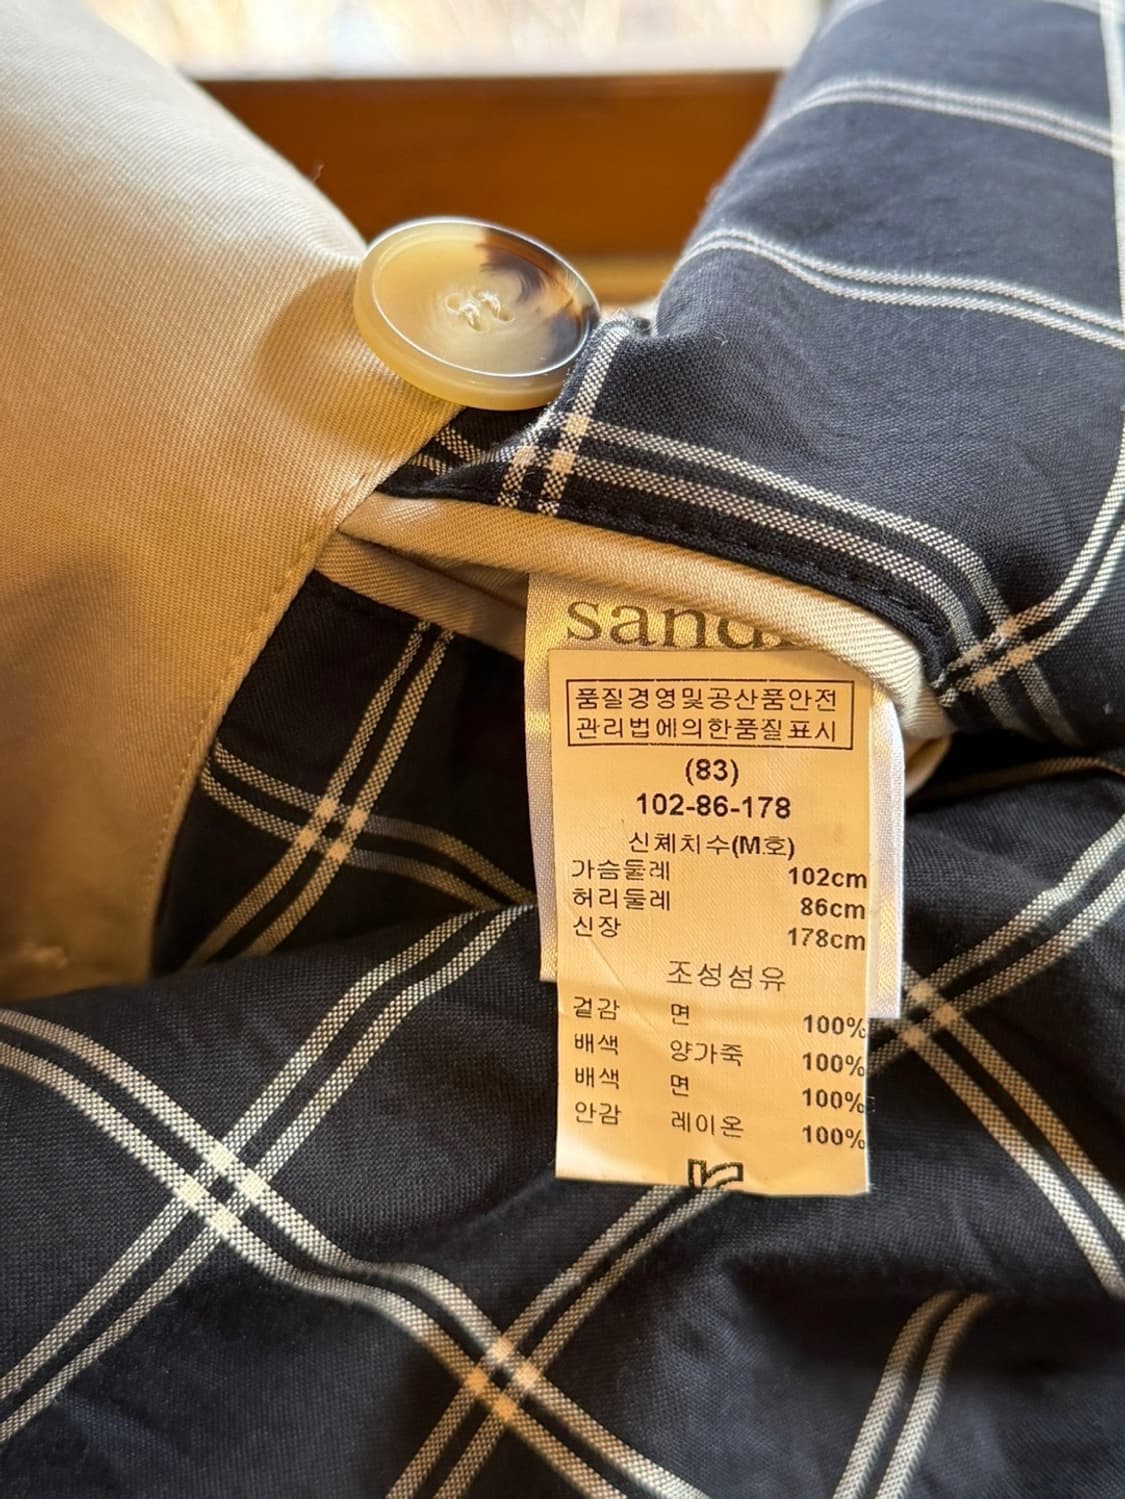 sand
품질경영및공산품안전
관리법에의한품질표시
(83)
102-86-178
신체치수(M호)
가슴둘레 102cm
허리둘레 86cm
신장 178cm
조성섬유
겉감 면 100%
배색 양가죽 100%
배색 면 100%
안감 레이온 100%